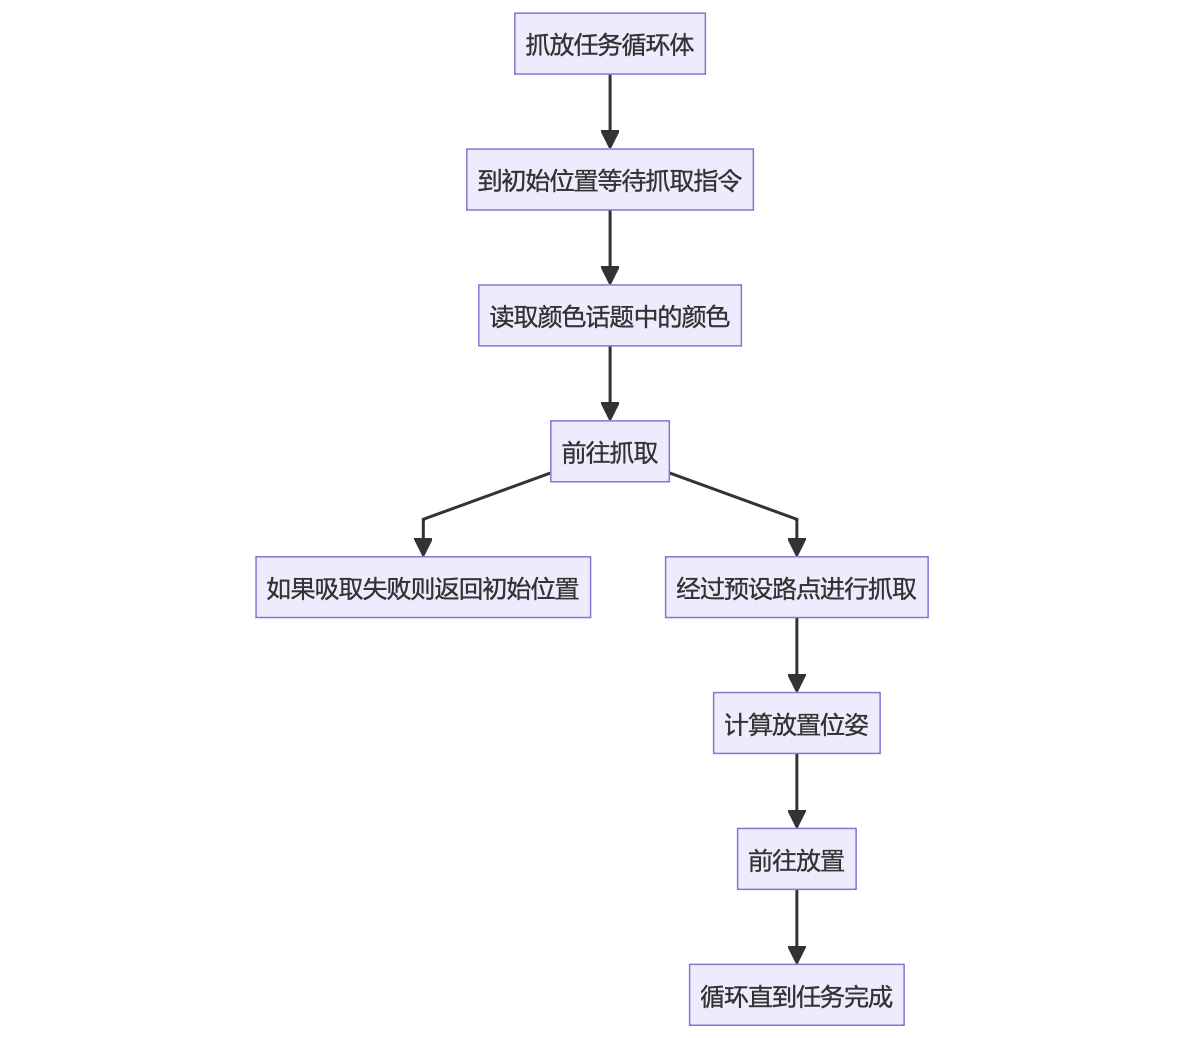 抓放任务循环体
到初始位置等待抓取指令
读取颜色话题中的颜色
前往抓取
如果吸取失败则返回初始位置
经过预设路点进行抓取
计算放置位姿
前往放置
循环直到任务完成